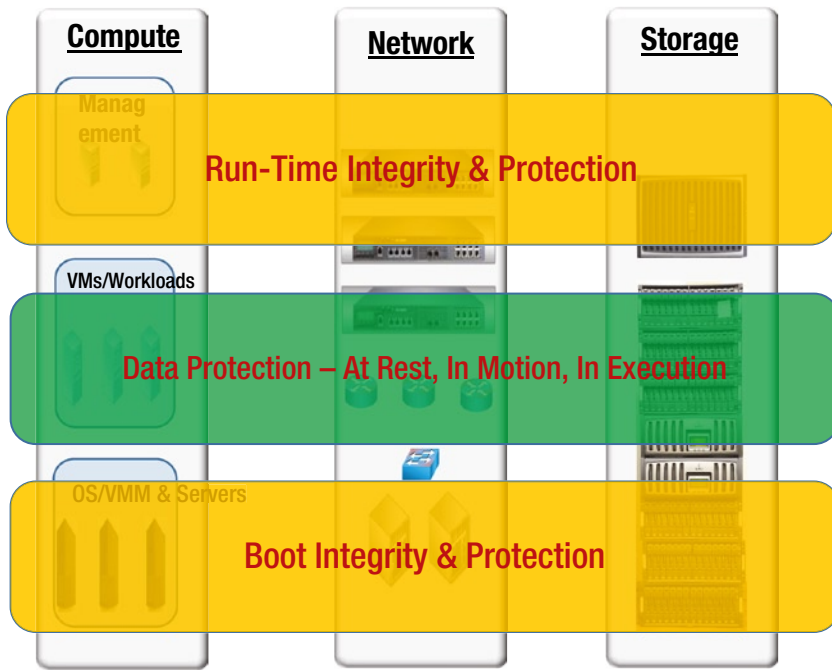 Compute
Network
Storage
Manag
ement
Run-Time Integrity & Protection
VMs/Workloads
Data Protection – At Rest, In Motion, In Execution
OS/VMM & Servers
Boot Integrity & Protection